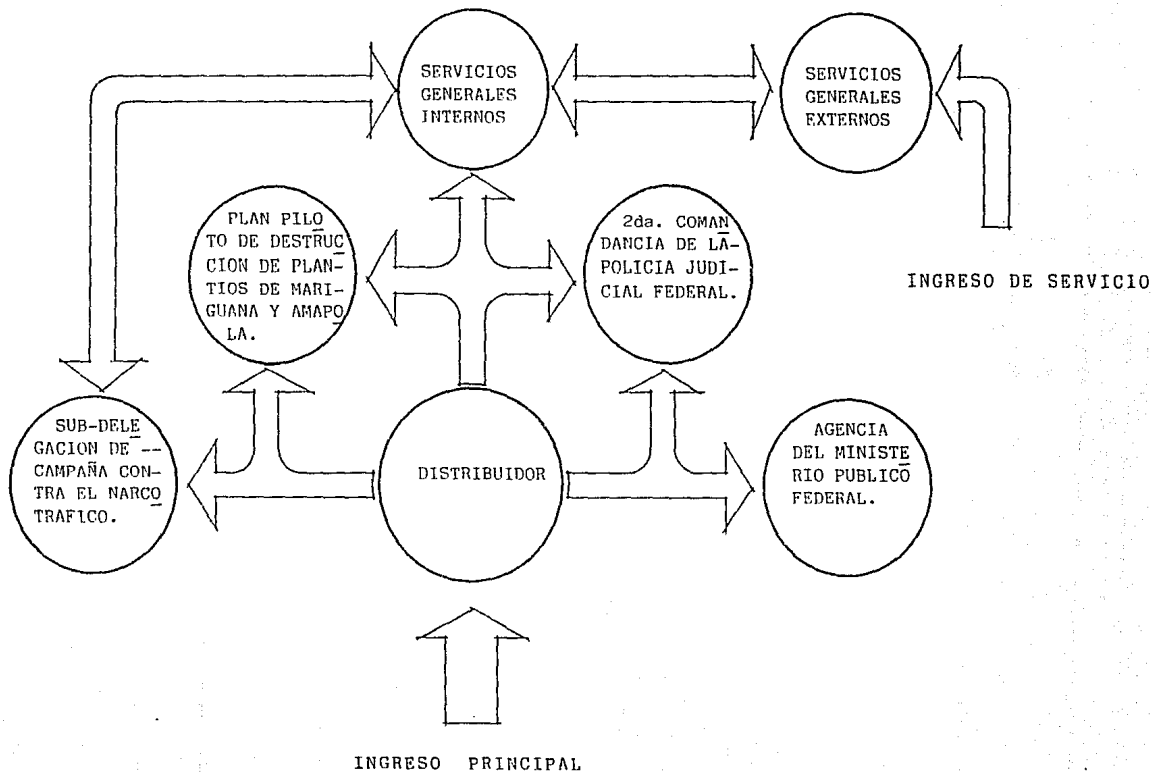 SERVICIOS
GENERALES
INTERNOS
SERVICIOS
GENERALES
EXTERNOS
PLAN PILO
TO DE DESTRUC
CION DE PLAN-
TIOS DE MARI-
GUANA Y AMAPO
LA.
2da. COMAN
DANCIA DE LA-
POLICIA JUDI-
CIAL FEDERAL.
INGRESO DE SERVICIO
SUB-DELE
GACION DE --
CAMPAÑA CON-
TRA EL NARCO
TRAFICO.
DISTRIBUIDOR
AGENCIA
DEL MINISTE
RIO PUBLICO
FEDERAL.
INGRESO PRINCIPAL